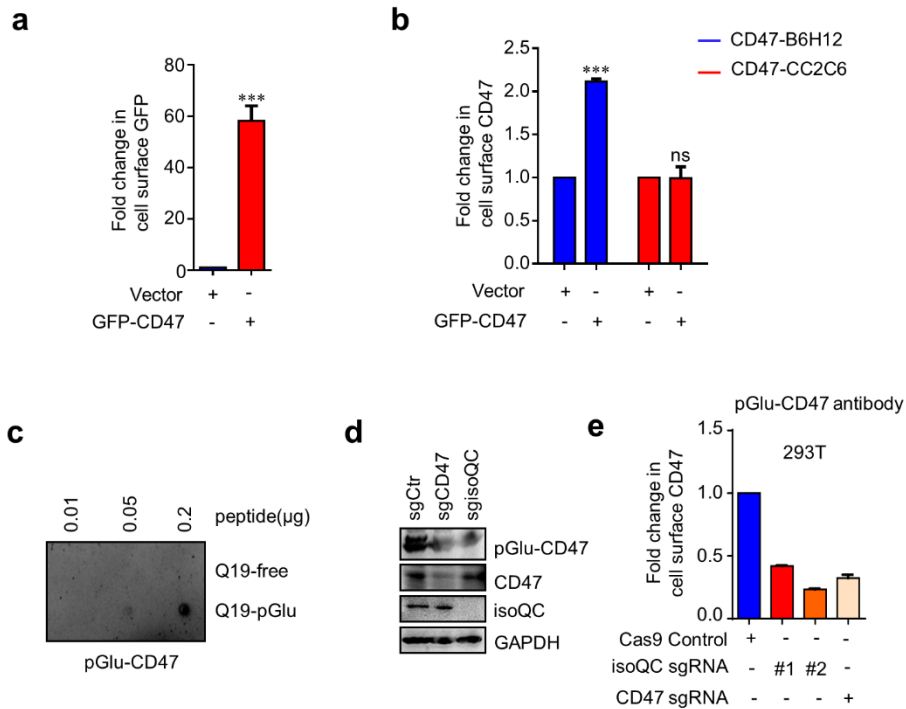 a
Fold change in
cell surface GFP
80
60
40
20
0
***
Vector + -
GFP-CD47 - +
b
CD47-B6H12
CD47-CC2C6
Fold change in
cell surface CD47
2.5
2.0
1.5
1.0
0.5
0.0
***
ns
Vector + - + -
GFP-CD47 - + - +
c
0.01 0.05 0.2 peptide(μg)
Q19-free
Q19-pGlu
pGlu-CD47
d
sgCtr sgCD47 sgisoQC
pGlu-CD47
CD47
isoQC
GAPDH
e
pGlu-CD47 antibody
293T
Fold change in
cell surface CD47
1.5
1.0
0.5
0.0
Cas9 Control + - - -
isoQC sgRNA - #1 #2 -
CD47 sgRNA - - - +